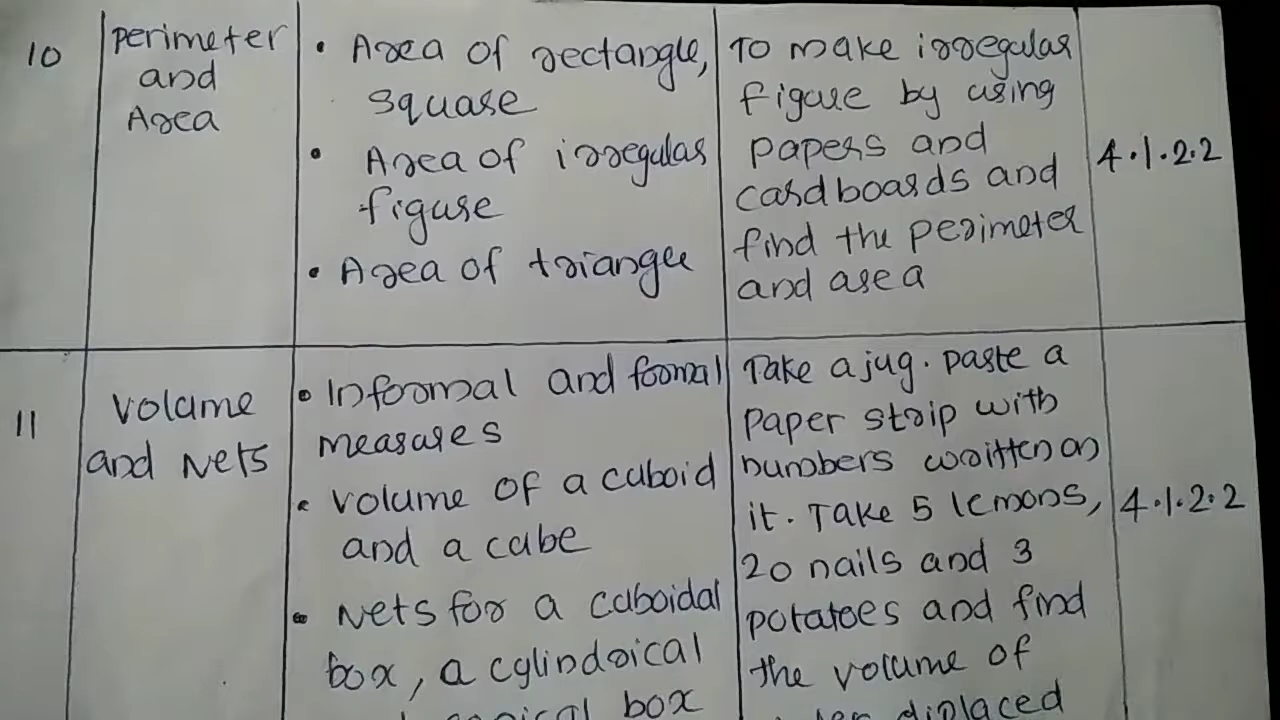 10
perimeter
and
Area
• Area of rectangle,
square
• Area of irregular
figure
• Area of triangle
To make irregular
figure by using
papers and
cardboards and
find the perimeter
and area
4.1.2.2
11
volume
and Nets
• Informal and formal
measures
• volume of a cuboid
and a cube
• Nets for a cuboidal
box, a cylindrical
box
Take a jug. paste a
paper strip with
numbers written on
it. Take 5 lemons,
20 nails and 3
potatoes and find
the volume of
diplaced
4.1.2.2